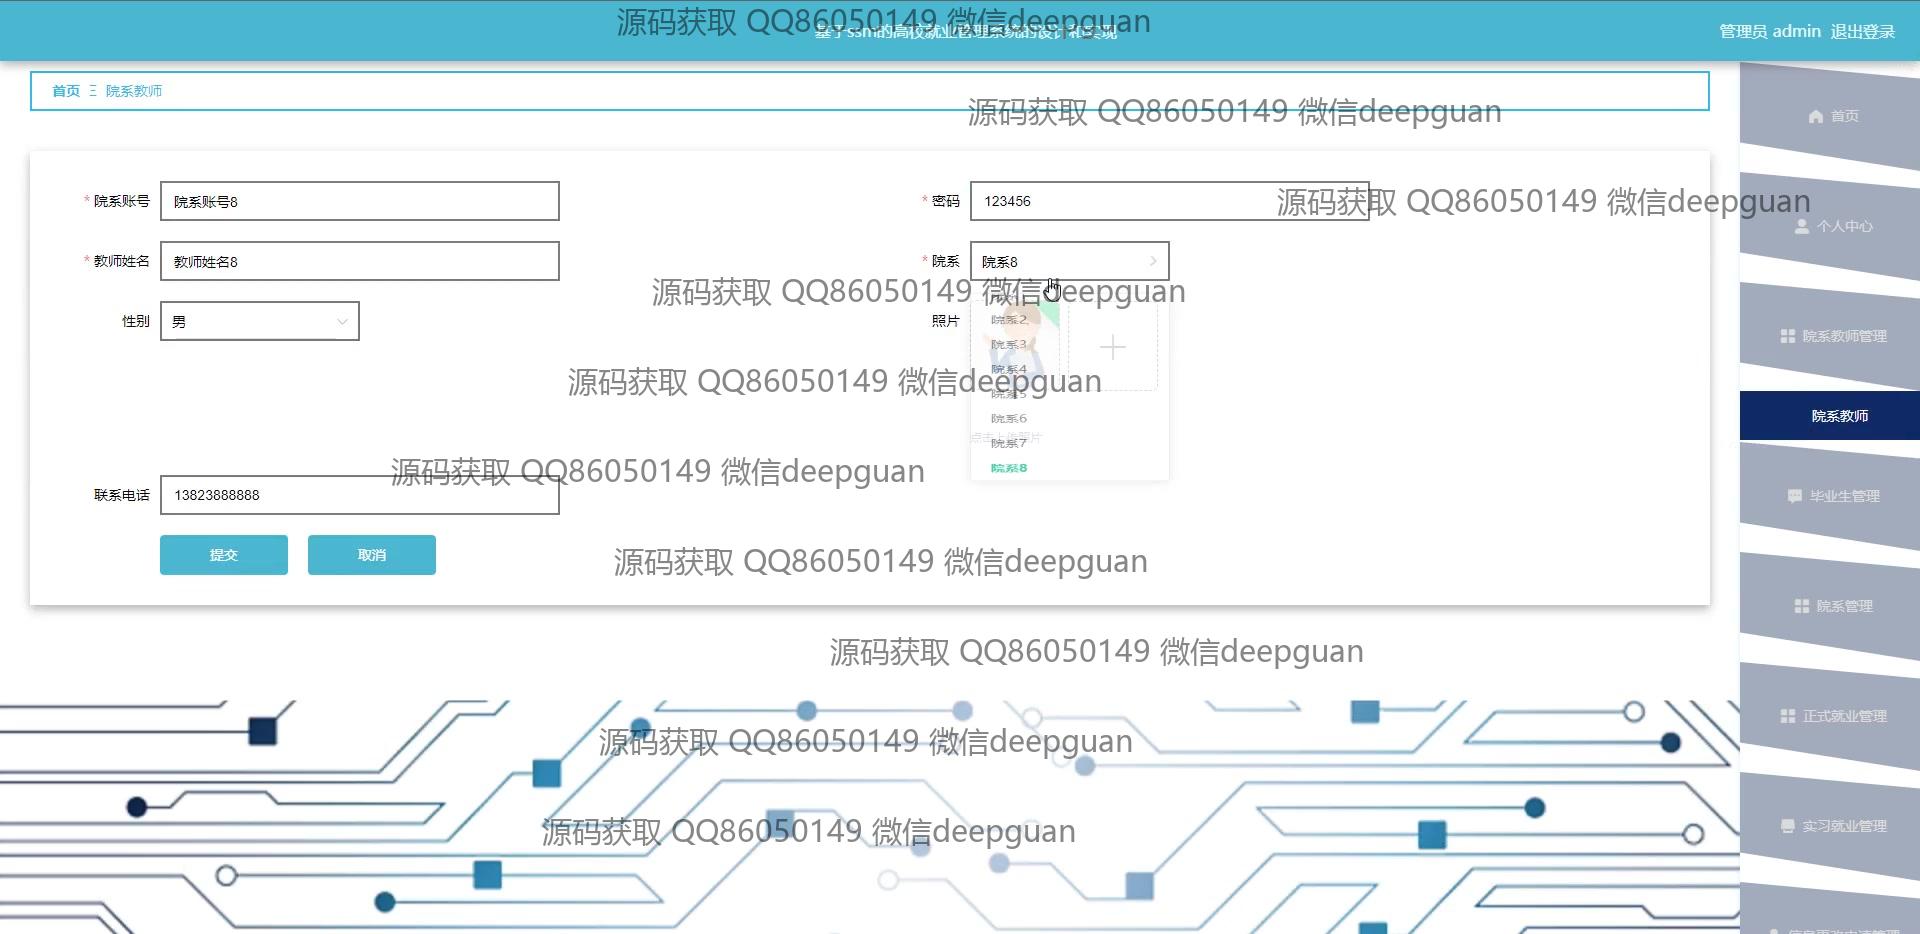 源码获取 QQ86050149 微信deepguan
基于ssm的高校就业管理系统的设计和实现
管理员 admin 退出登录
首页 院系教师
源码获取 QQ86050149 微信deepguan
首页
* 院系账号 院系账号8
* 密码 123456
源码获取 QQ86050149 微信deepguan
个人中心
* 教师姓名 教师姓名8
* 院系 院系8
源码获取 QQ86050149 微信deepguan
性别 男
照片
院系2
院系3
院系4
院系5
院系6
院系7
院系8
点击上传照片
院系教师管理
源码获取 QQ86050149 微信deepguan
院系教师
源码获取 QQ86050149 微信deepguan
联系电话 13823888888
毕业生管理
提交 取消
源码获取 QQ86050149 微信deepguan
院系管理
源码获取 QQ86050149 微信deepguan
正式就业管理
源码获取 QQ86050149 微信deepguan
实习就业管理
源码获取 QQ86050149 微信deepguan